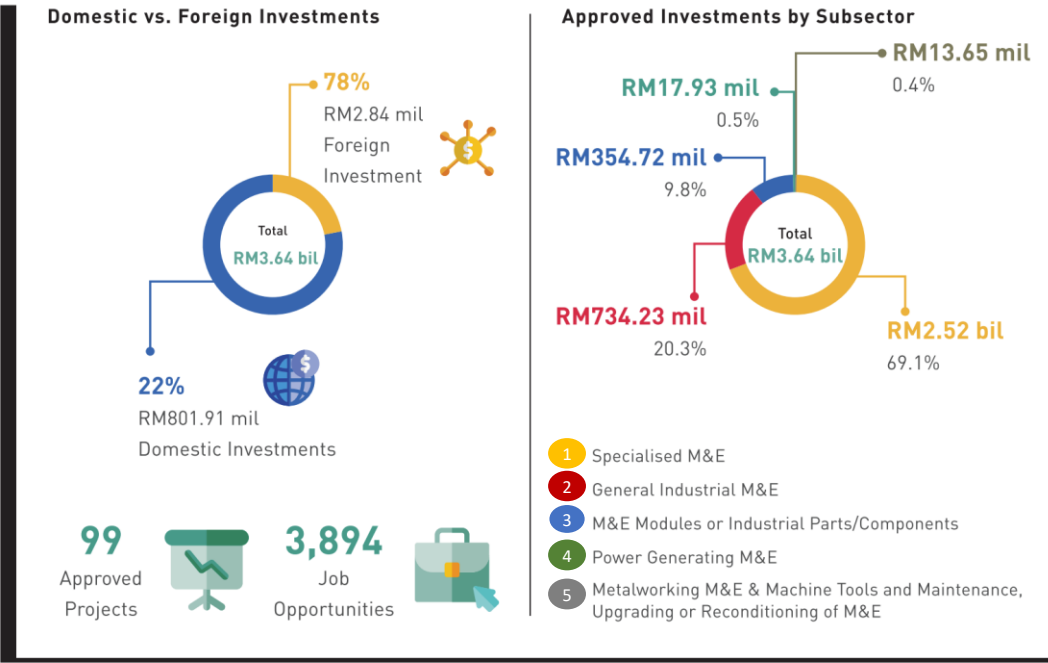 Domestic vs. Foreign Investments
78%
RM2.84 mil
Foreign
Investment
$
Total
RM3.64 bil
$
22%
RM801.91 mil
Domestic Investments
99
Approved
Projects
3,894
Job
Opportunities
Approved Investments by Subsector
RM13.65 mil
0.4%
RM17.93 mil
0.5%
RM354.72 mil
9.8%
Total
RM3.64 bil
RM734.23 mil
20.3%
RM2.52 bil
69.1%
1 Specialised M&E
2 General Industrial M&E
3 M&E Modules or Industrial Parts/Components
4 Power Generating M&E
5 Metalworking M&E & Machine Tools and Maintenance,
Upgrading or Reconditioning of M&E